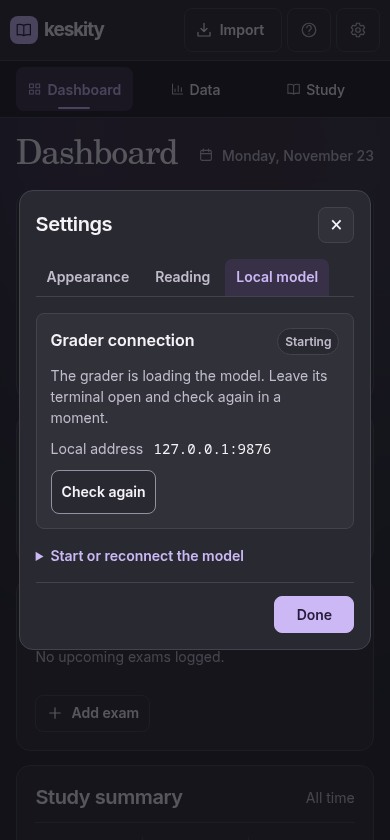 keskity
Import
Dashboard
Data
Study
Dashboard
Monday, November 23
Settings
Appearance
Reading
Local model
Grader connection
Starting
The grader is loading the model. Leave its
terminal open and check again in a
moment.
Local address 127.0.0.1:9876
Check again
Start or reconnect the model
Done
No upcoming exams logged.
Add exam
Study summary
All time